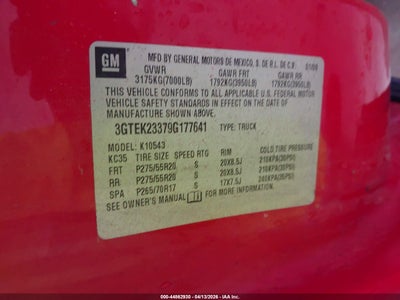 GM
MFD BY GENERAL MOTORS DE MEXICO, S. DE R.L. DE C.V.
GVWR GAWR FRT GAWR RR
3175KG(7000LB) 1792KG(3950LB) 1792KG(3950LB)
THIS VEHICLE CONFORMS TO ALL APPLICABLE U.S. FEDERAL MOTOR
VEHICLE SAFETY STANDARDS IN EFFECT ON THE DATE OF
MANUFACTURE SHOWN ABOVE.
3GTEK23379G177641 TYPE: TRUCK
MODEL: K10543
KC35 TIRE SIZE SPEED RTG RIM COLD TIRE PRESSURE
FRT P275/55R20 S 20X8.5J 210KPA(30PSI)
RR P275/55R20 S 20X8.5J 210KPA(30PSI)
SPA P265/70R17 S 17X7.5J 240KPA(35PSI)
SEE OWNER'S MANUAL FOR ADDITIONAL INFORMATION.
000-44862930 - 04/13/2026 - IAA, Inc.